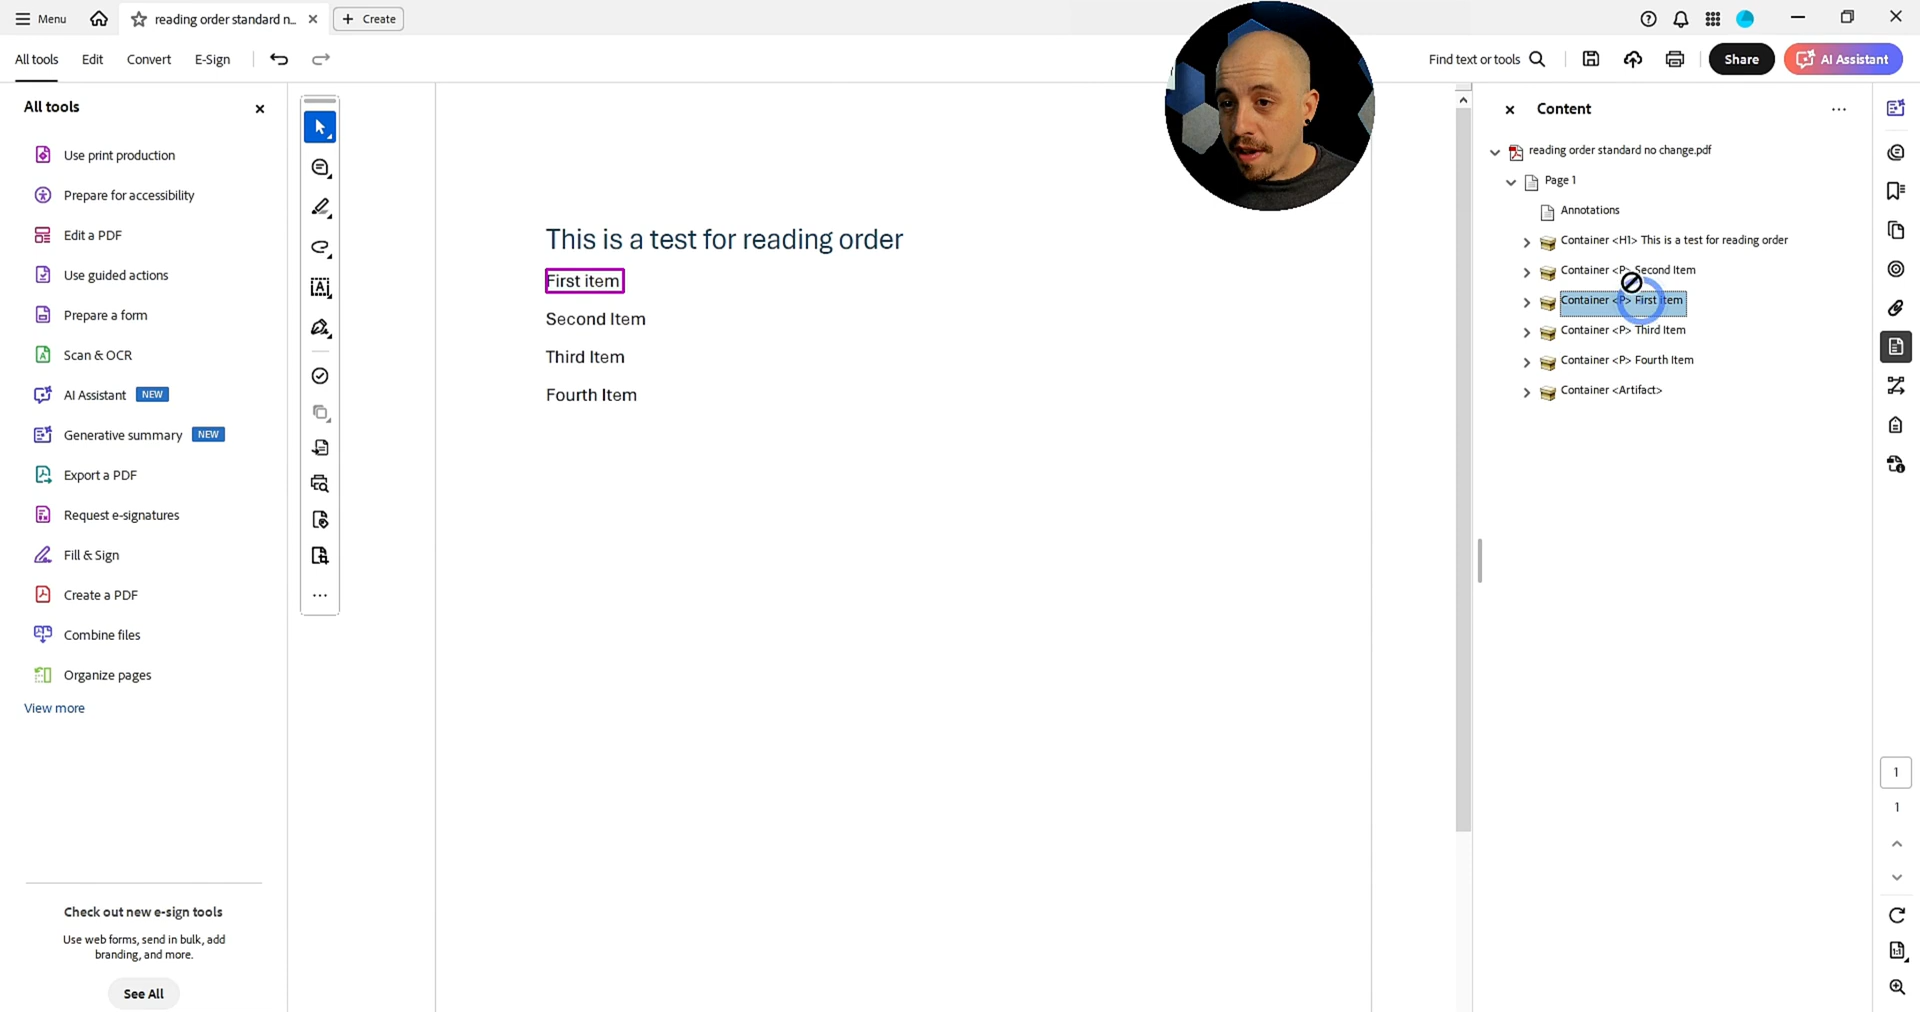 Menu
reading order standard n...
Create
All tools
Edit
Convert
E-Sign
Find text or tools
Share
AI Assistant
All tools
Use print production
Prepare for accessibility
Edit a PDF
Use guided actions
Prepare a form
Scan & OCR
AI Assistant NEW
Generative summary NEW
Export a PDF
Request e-signatures
Fill & Sign
Create a PDF
Combine files
Organize pages
View more
Check out new e-sign tools
Use web forms, send in bulk, add
branding, and more.
See All
This is a test for reading order
First item
Second Item
Third Item
Fourth Item
Content
reading order standard no change.pdf
Page 1
Annotations
Container <H1> This is a test for reading order
Container <P> Second Item
Container <P> First item
Container <P> Third Item
Container <P> Fourth Item
Container <Artifact>
1
1